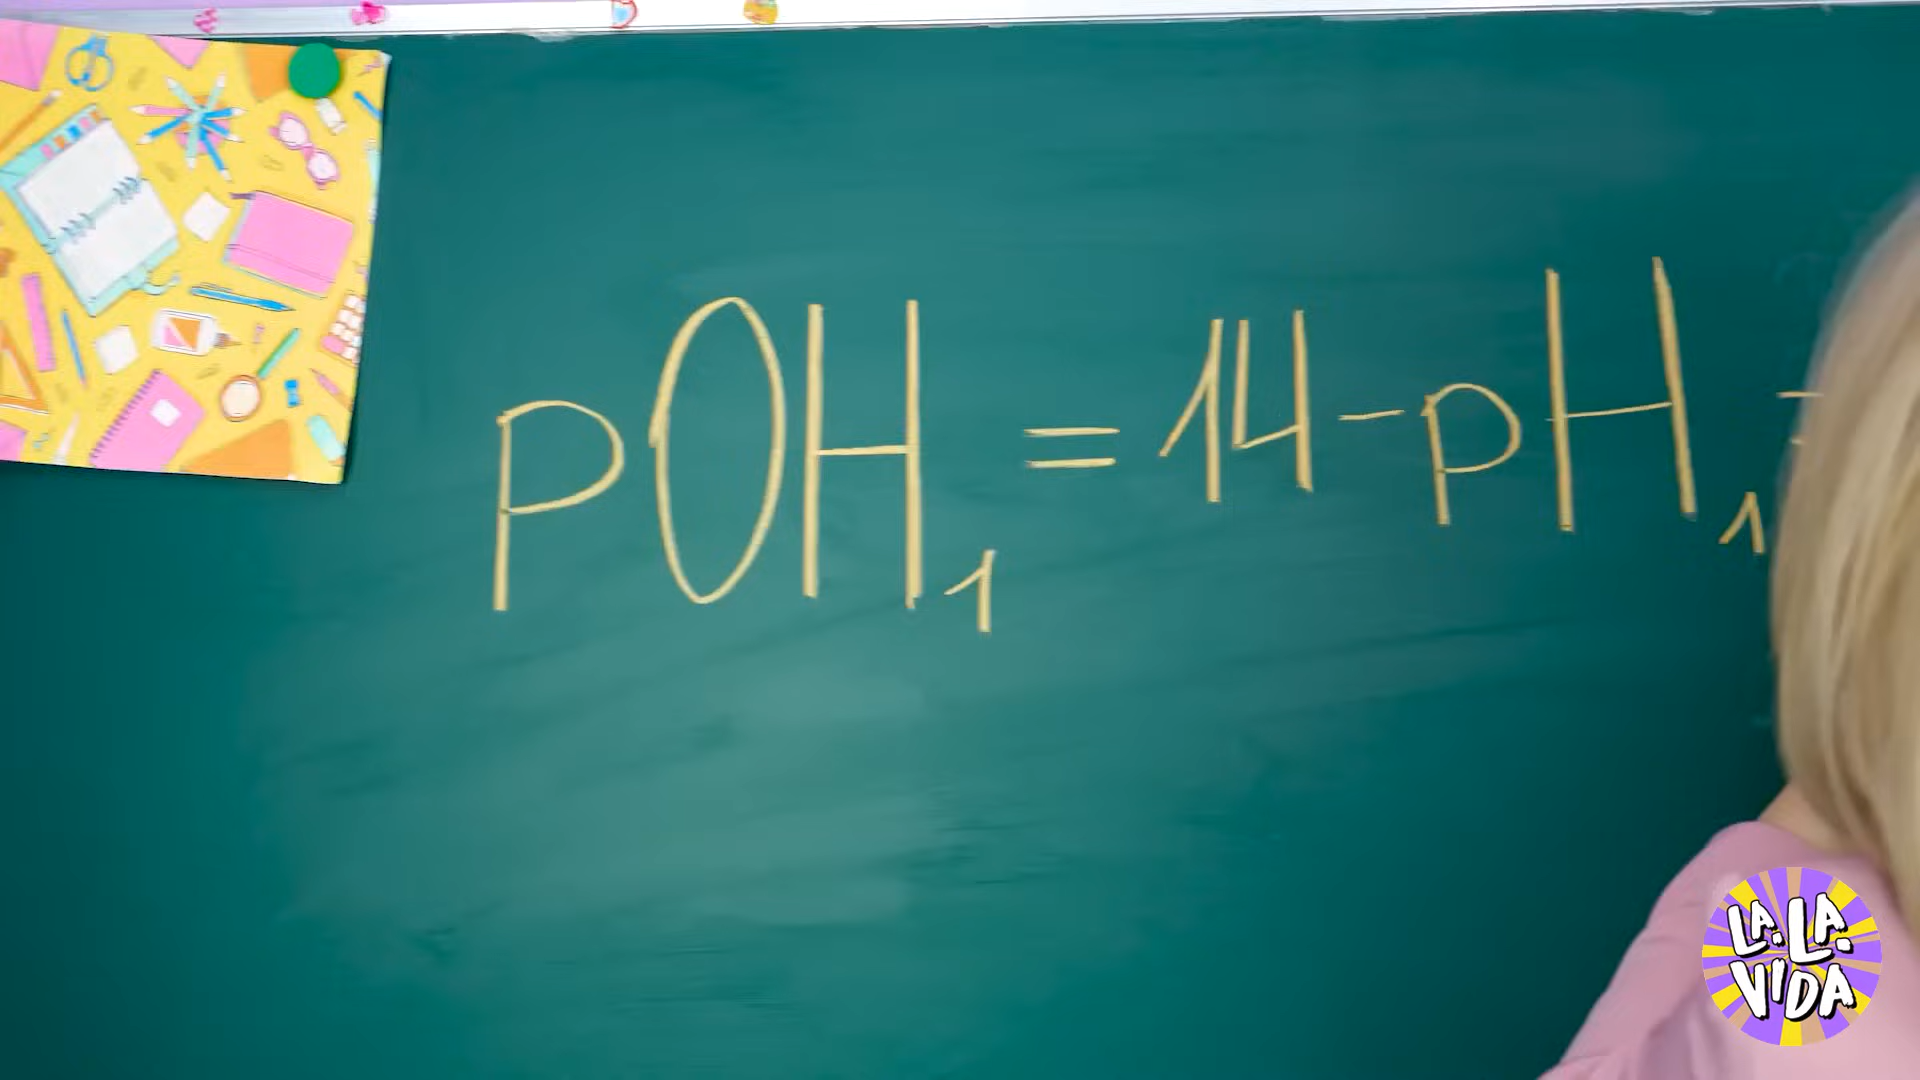 pOH₁ = 14 - pH₁ =
LA.LA.
VIDA